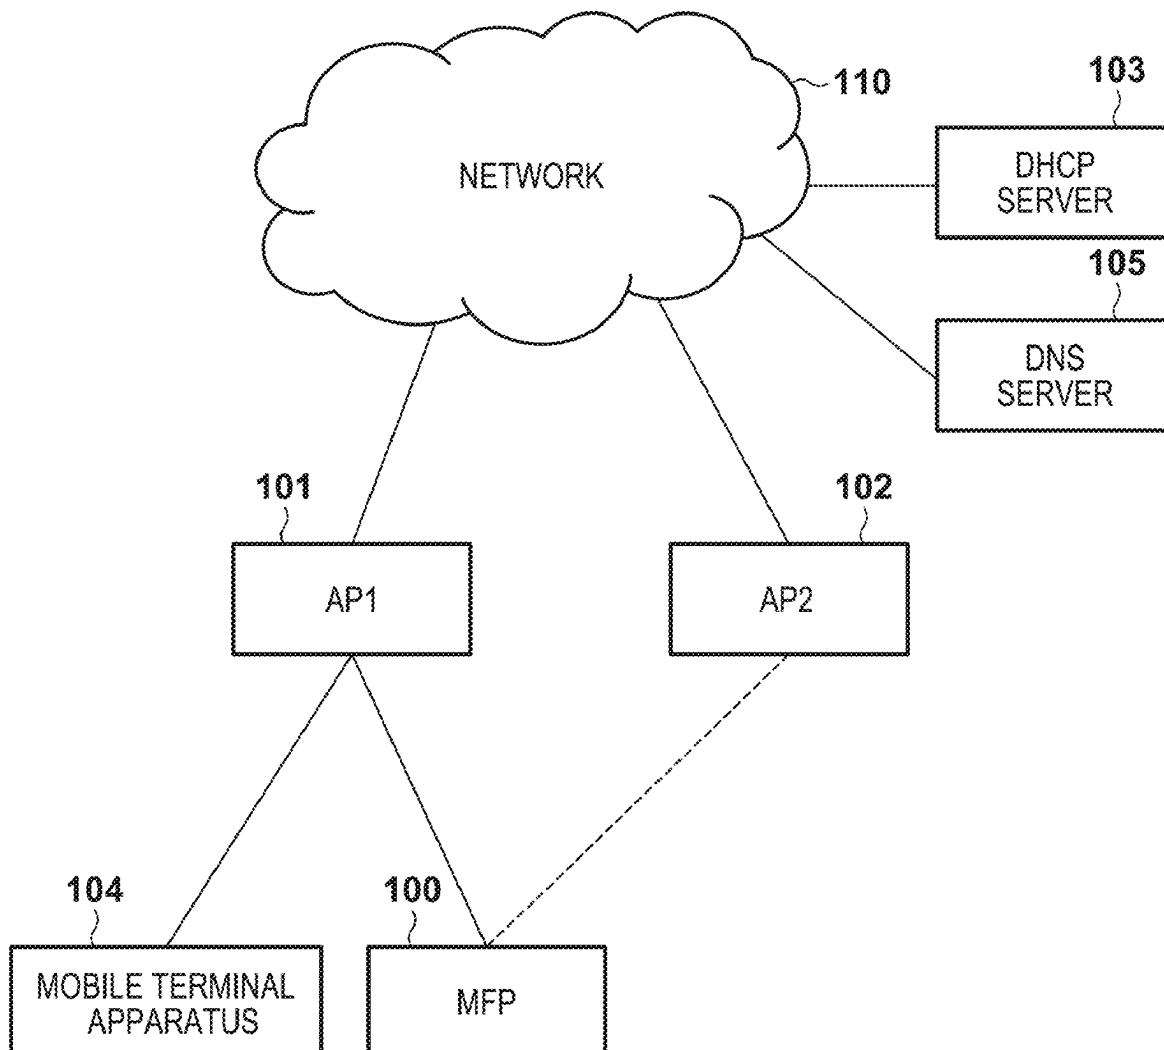 110
103
NETWORK
DHCP
SERVER
105
DNS
SERVER
101
102
AP1
AP2
104
100
MOBILE TERMINAL
APPARATUS
MFP